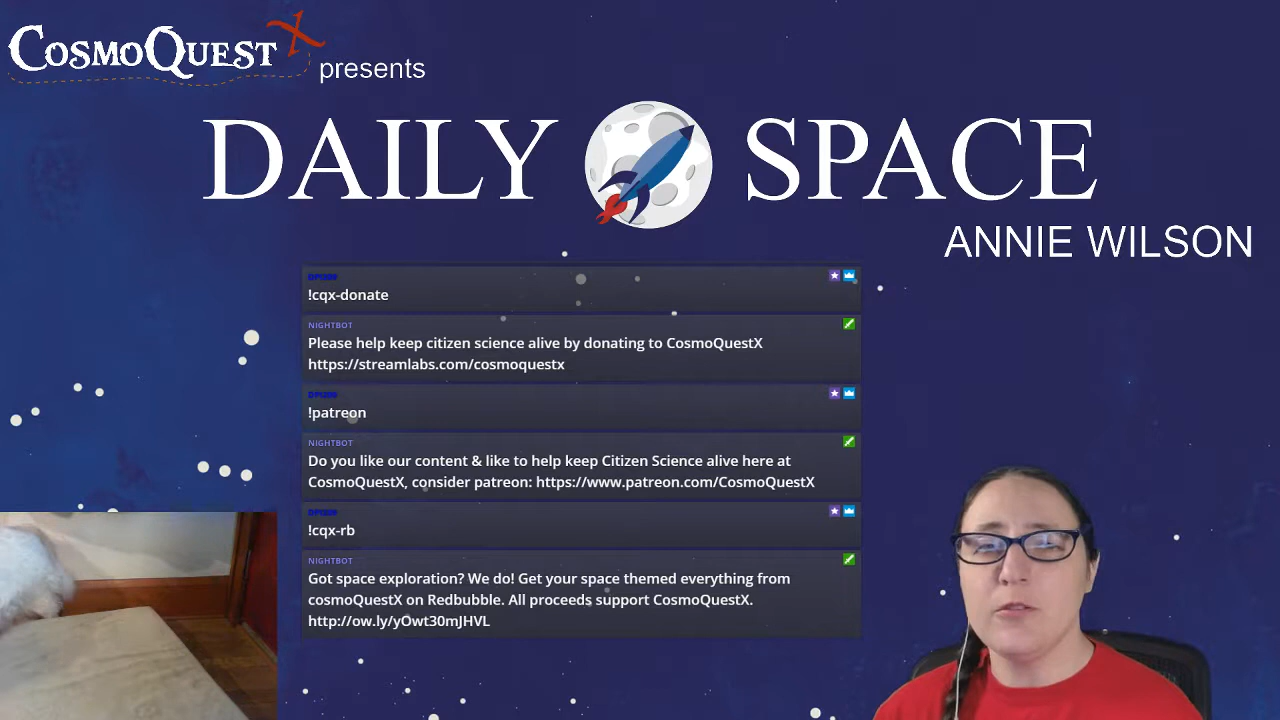 CosmoQuest X
presents
DAILY SPACE
ANNIE WILSON
!cqx-donate
NIGHTBOT
Please help keep citizen science alive by donating to CosmoQuestX
https://streamlabs.com/cosmoquestx
!patreon
NIGHTBOT
Do you like our content & like to help keep Citizen Science alive here at
CosmoQuestX, consider patreon: https://www.patreon.com/CosmoQuestX
!cqx-rb
NIGHTBOT
Got space exploration? We do! Get your space themed everything from
cosmoQuestX on Redbubble. All proceeds support CosmoQuestX.
http://ow.ly/yOwt30mJHVL